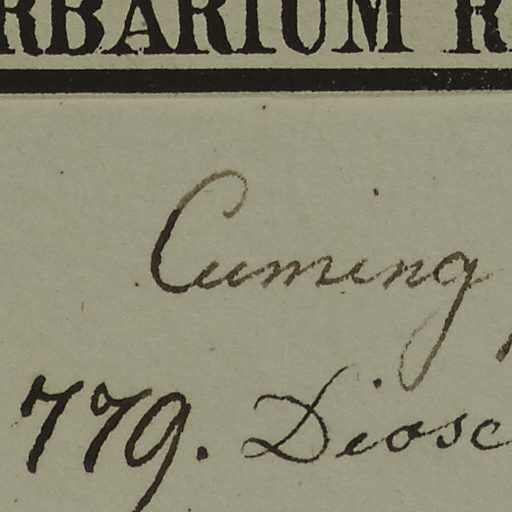 RBARIUM R
Cuming
779. Diosc